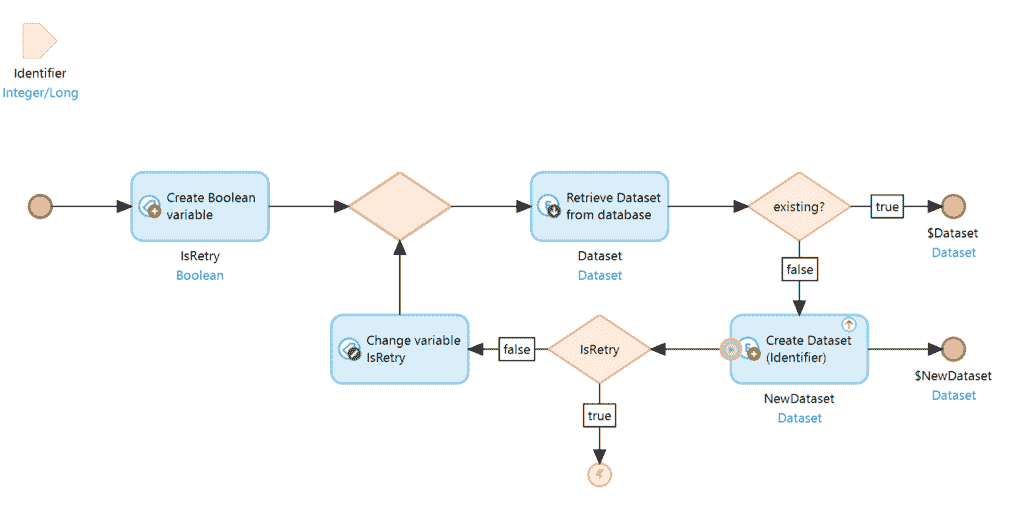 Identifier
Integer/Long
Create Boolean
variable
IsRetry
Boolean
Retrieve Dataset
from database
Dataset
Dataset
existing?
true
$Dataset
Dataset
false
Change variable
IsRetry
false
IsRetry
true
Create Dataset
(Identifier)
NewDataset
Dataset
$NewDataset
Dataset